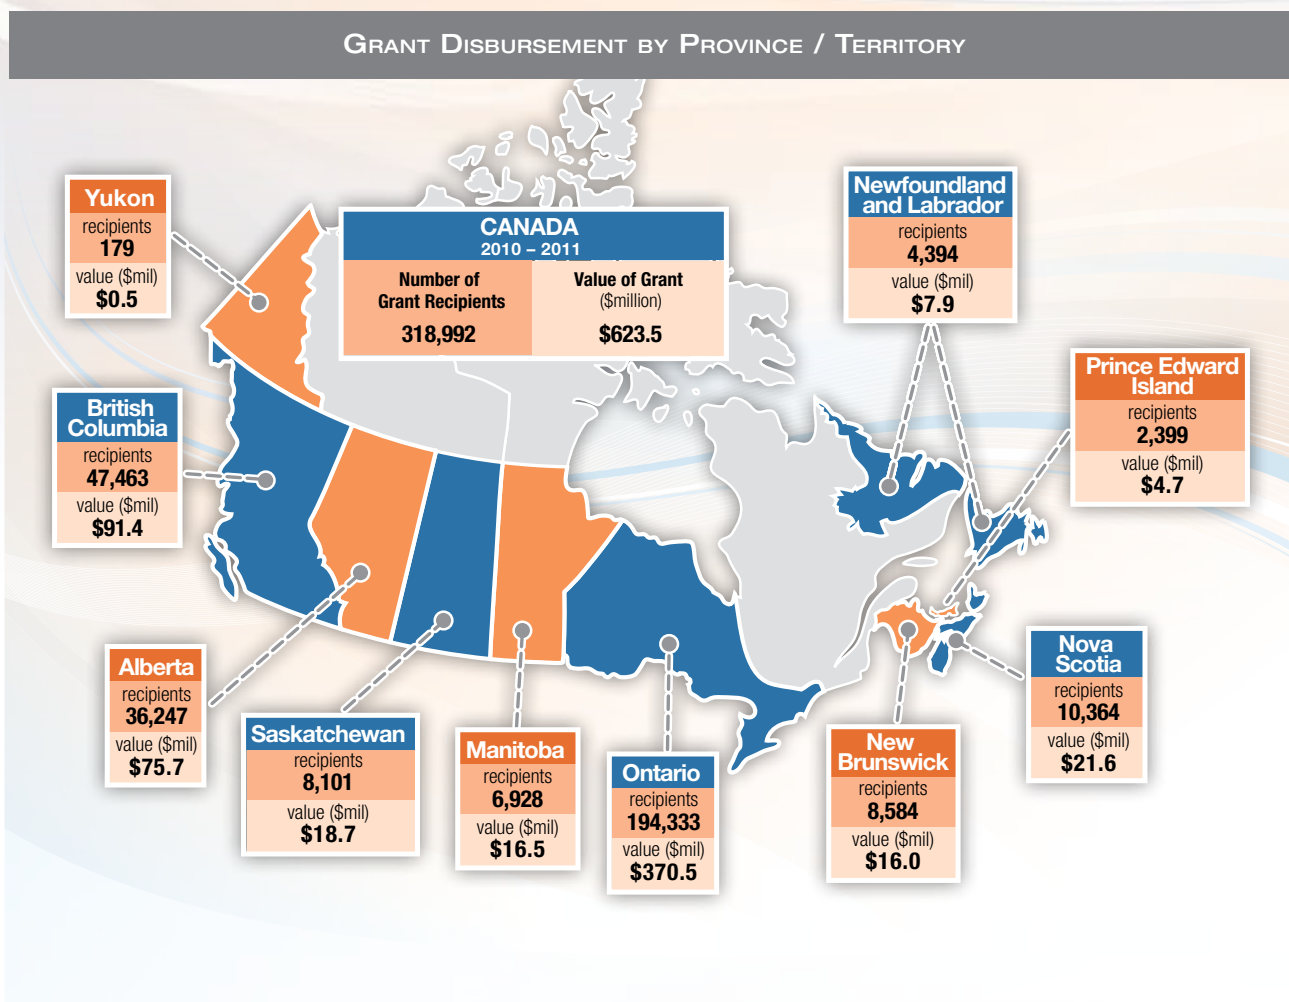 GRANT DISBURSEMENT BY PROVINCE / TERRITORY
Yukon
recipients
179
value ($mil)
$0.5
CANADA
2010 – 2011
Number of
Grant Recipients
318,992
Value of Grant
($million)
$623.5
Newfoundland
and Labrador
recipients
4,394
value ($mil)
$7.9
Prince Edward
Island
recipients
2,399
value ($mil)
$4.7
British
Columbia
recipients
47,463
value ($mil)
$91.4
Alberta
recipients
36,247
value ($mil)
$75.7
Saskatchewan
recipients
8,101
value ($mil)
$18.7
Manitoba
recipients
6,928
value ($mil)
$16.5
Ontario
recipients
194,333
value ($mil)
$370.5
New
Brunswick
recipients
8,584
value ($mil)
$16.0
Nova
Scotia
recipients
10,364
value ($mil)
$21.6